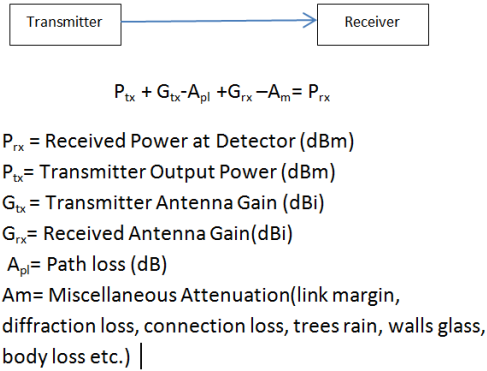 Transmitter
Receiver
Pₜₓ + Gₜₓ-Aₚₗ +Gᵣₓ –Aₘ= Pᵣₓ
Pᵣₓ = Received Power at Detector (dBm)
Pₜₓ= Transmitter Output Power (dBm)
Gₜₓ = Transmitter Antenna Gain (dBi)
Gᵣₓ= Received Antenna Gain(dBi)
Aₚₗ= Path loss (dB)
Am= Miscellaneous Attenuation(link margin,
diffraction loss, connection loss, trees rain, walls glass,
body loss etc.)